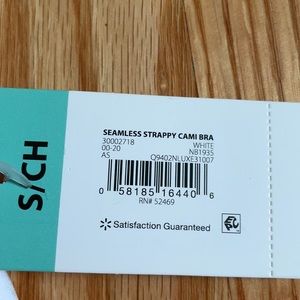 S/CH
SEAMLESS STRAPPY CAMI BRA
30002718 WHITE
00-20 NB1935
AS Q9402NLUXE31007
0 58185 16440 6
RN# 52469
Satisfaction Guaranteed